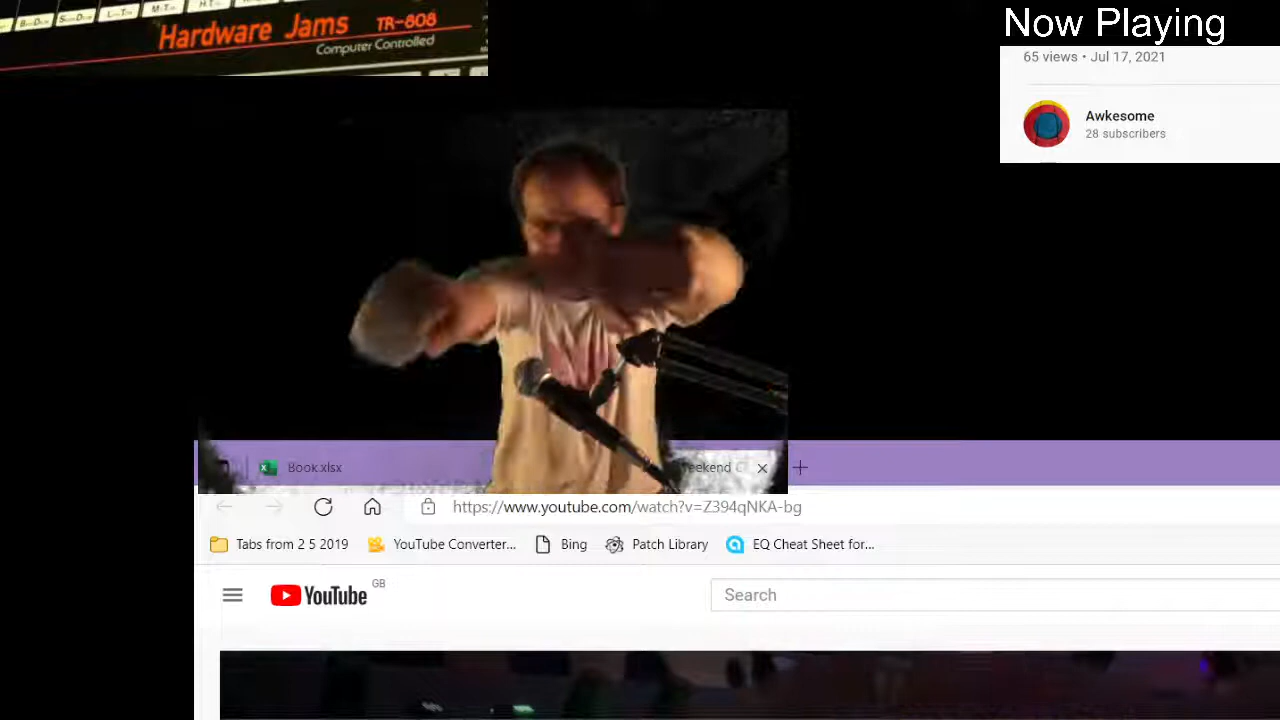 Hardware Jams TR-808
Computer Controlled
Now Playing
65 views • Jul 17, 2021
Awkesome
28 subscribers
Book.xlsx
eekend
https://www.youtube.com/watch?v=Z394qNKA-bg
Tabs from 2 5 2019
YouTube Converter...
Bing
Patch Library
EQ Cheat Sheet for...
YouTube GB
Search